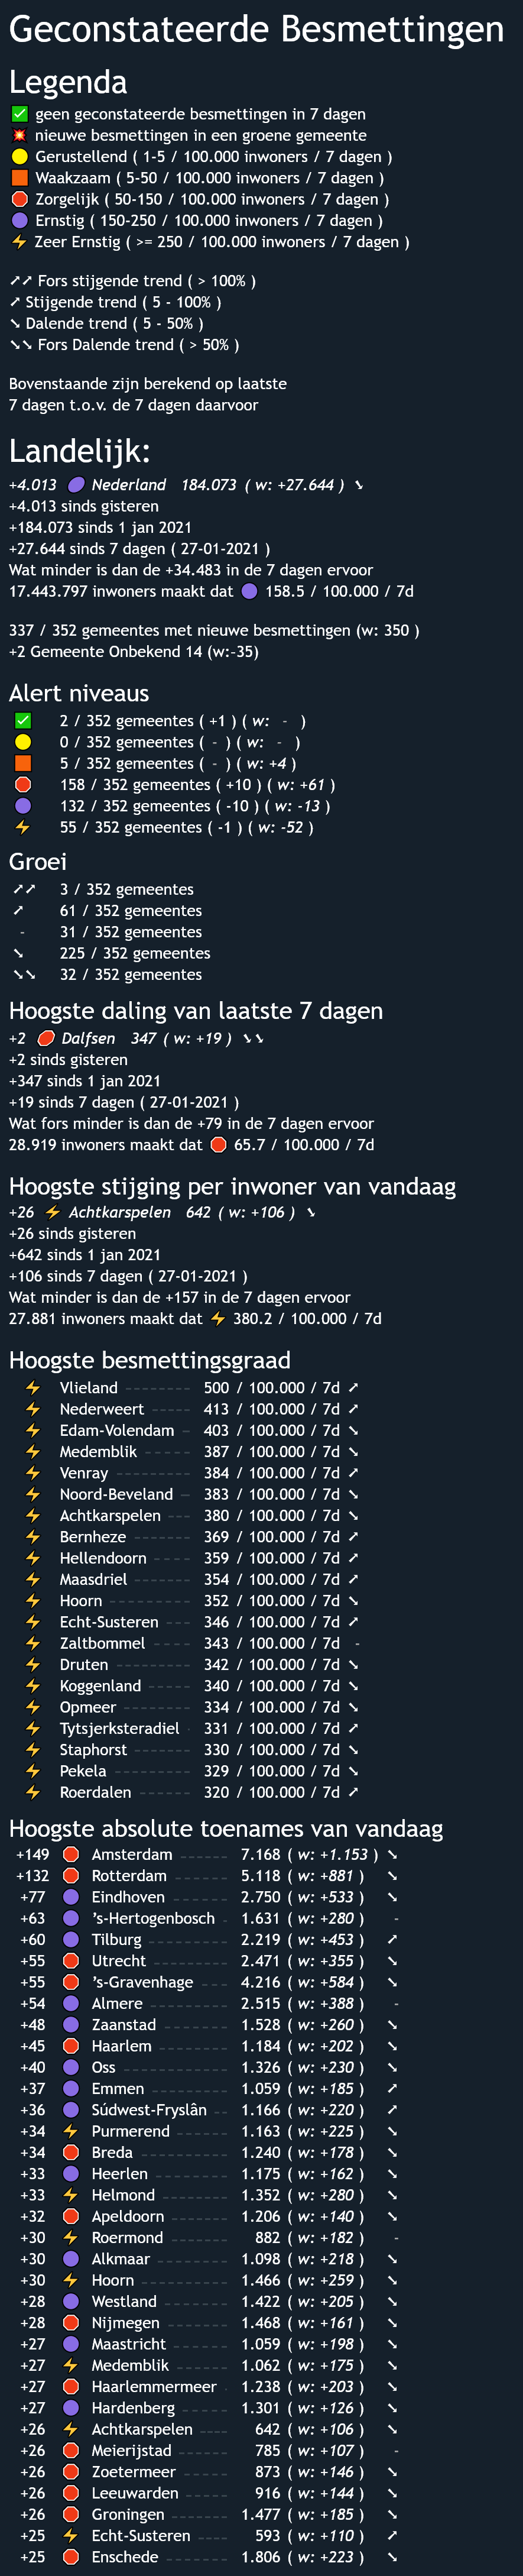 Geconstateerde Besmettingen
Legenda
✅ geen geconstateerde besmettingen in 7 dagen
💥 nieuwe besmettingen in een groene gemeente
🟡 Gerustellend ( 1-5 / 100.000 inwoners / 7 dagen )
🟧 Waakzaam ( 5-50 / 100.000 inwoners / 7 dagen )
🛑 Zorgelijk ( 50-150 / 100.000 inwoners / 7 dagen )
🟣 Ernstig ( 150-250 / 100.000 inwoners / 7 dagen )
⚡ Zeer Ernstig ( >= 250 / 100.000 inwoners / 7 dagen )
➚➚ Fors stijgende trend ( > 100% )
➚ Stijgende trend ( 5 - 100% )
➘ Dalende trend ( 5 - 50% )
➘➘ Fors Dalende trend ( > 50% )
Bovenstaande zijn berekend op laatste
7 dagen t.o.v. de 7 dagen daarvoor
Landelijk:
+4.013 🟣 Nederland 184.073 ( w: +27.644 ) ➘
+4.013 sinds gisteren
+184.073 sinds 1 jan 2021
+27.644 sinds 7 dagen ( 27-01-2021 )
Wat minder is dan de +34.483 in de 7 dagen ervoor
17.443.797 inwoners maakt dat 🟣 158.5 / 100.000 / 7d
337 / 352 gemeentes met nieuwe besmettingen (w: 350 )
+2 Gemeente Onbekend 14 (w:-35)
Alert niveaus
✅ 2 / 352 gemeentes ( +1 ) ( w: - )
🟡 0 / 352 gemeentes ( - ) ( w: - )
🟧 5 / 352 gemeentes ( - ) ( w: +4 )
🛑 158 / 352 gemeentes ( +10 ) ( w: +61 )
🟣 132 / 352 gemeentes ( -10 ) ( w: -13 )
⚡ 55 / 352 gemeentes ( -1 ) ( w: -52 )
Groei
➚➚ 3 / 352 gemeentes
➚ 61 / 352 gemeentes
- 31 / 352 gemeentes
➘ 225 / 352 gemeentes
➘➘ 32 / 352 gemeentes
Hoogste daling van laatste 7 dagen
+2 🛑 Dalfsen 347 ( w: +19 ) ➘➘
+2 sinds gisteren
+347 sinds 1 jan 2021
+19 sinds 7 dagen ( 27-01-2021 )
Wat fors minder is dan de +79 in de 7 dagen ervoor
28.919 inwoners maakt dat 🛑 65.7 / 100.000 / 7d
Hoogste stijging per inwoner van vandaag
+26 ⚡ Achtkarspelen 642 ( w: +106 ) ➘
+26 sinds gisteren
+642 sinds 1 jan 2021
+106 sinds 7 dagen ( 27-01-2021 )
Wat minder is dan de +157 in de 7 dagen ervoor
27.881 inwoners maakt dat ⚡ 380.2 / 100.000 / 7d
Hoogste besmettingsgraad
⚡ Vlieland 500 / 100.000 / 7d ➚
⚡ Nederweert 413 / 100.000 / 7d ➚
⚡ Edam-Volendam 403 / 100.000 / 7d ➘
⚡ Medemblik 387 / 100.000 / 7d ➘
⚡ Venray 384 / 100.000 / 7d ➚
⚡ Noord-Beveland 383 / 100.000 / 7d ➘
⚡ Achtkarspelen 380 / 100.000 / 7d ➘
⚡ Bernheze 369 / 100.000 / 7d ➚
⚡ Hellendoorn 359 / 100.000 / 7d ➚
⚡ Maasdriel 354 / 100.000 / 7d ➚
⚡ Hoorn 352 / 100.000 / 7d ➘
⚡ Echt-Susteren 346 / 100.000 / 7d ➚
⚡ Zaltbommel 343 / 100.000 / 7d -
⚡ Druten 342 / 100.000 / 7d ➘
⚡ Koggenland 340 / 100.000 / 7d ➘
⚡ Opmeer 334 / 100.000 / 7d ➘
⚡ Tytsjerksteradiel 331 / 100.000 / 7d ➚
⚡ Staphorst 330 / 100.000 / 7d ➘
⚡ Pekela 329 / 100.000 / 7d ➘
⚡ Roerdalen 320 / 100.000 / 7d ➚
Hoogste absolute toenames van vandaag
+149 🛑 Amsterdam 7.168 ( w: +1.153 ) ➘
+132 🛑 Rotterdam 5.118 ( w: +881 ) ➘
+77 🟣 Eindhoven 2.750 ( w: +533 ) ➘
+63 🟣 's-Hertogenbosch 1.631 ( w: +280 ) -
+60 🟣 Tilburg 2.219 ( w: +453 ) ➚
+55 🛑 Utrecht 2.471 ( w: +355 ) ➘
+55 🛑 's-Gravenhage 4.216 ( w: +584 ) ➘
+54 🟣 Almere 2.515 ( w: +388 ) -
+48 🟣 Zaanstad 1.528 ( w: +260 ) ➘
+45 🛑 Haarlem 1.184 ( w: +202 ) ➘
+40 🟣 Oss 1.326 ( w: +230 ) ➘
+37 🟣 Emmen 1.059 ( w: +185 ) ➚
+36 🟣 Súdwest-Fryslân 1.166 ( w: +220 ) ➚
+34 ⚡ Purmerend 1.163 ( w: +225 ) ➘
+34 🛑 Breda 1.240 ( w: +178 ) ➘
+33 🟣 Heerlen 1.175 ( w: +162 ) ➘
+33 ⚡ Helmond 1.352 ( w: +280 ) ➘
+32 🛑 Apeldoorn 1.206 ( w: +140 ) ➘
+30 ⚡ Roermond 882 ( w: +182 ) -
+30 🟣 Alkmaar 1.098 ( w: +218 ) ➘
+30 ⚡ Hoorn 1.466 ( w: +259 ) ➘
+28 🟣 Westland 1.422 ( w: +205 ) ➘
+28 🛑 Nijmegen 1.468 ( w: +161 ) ➘
+27 🟣 Maastricht 1.059 ( w: +198 ) ➘
+27 ⚡ Medemblik 1.062 ( w: +175 ) ➘
+27 🛑 Haarlemmermeer 1.238 ( w: +203 ) ➘
+27 🟣 Hardenberg 1.301 ( w: +126 ) ➘
+26 ⚡ Achtkarspelen 642 ( w: +106 ) ➘
+26 🛑 Meierijstad 785 ( w: +107 ) -
+26 🛑 Zoetermeer 873 ( w: +146 ) ➘
+26 🛑 Leeuwarden 916 ( w: +144 ) ➘
+26 🛑 Groningen 1.477 ( w: +185 ) ➘
+25 ⚡ Echt-Susteren 593 ( w: +110 ) ➚
+25 🛑 Enschede 1.806 ( w: +223 ) ➘